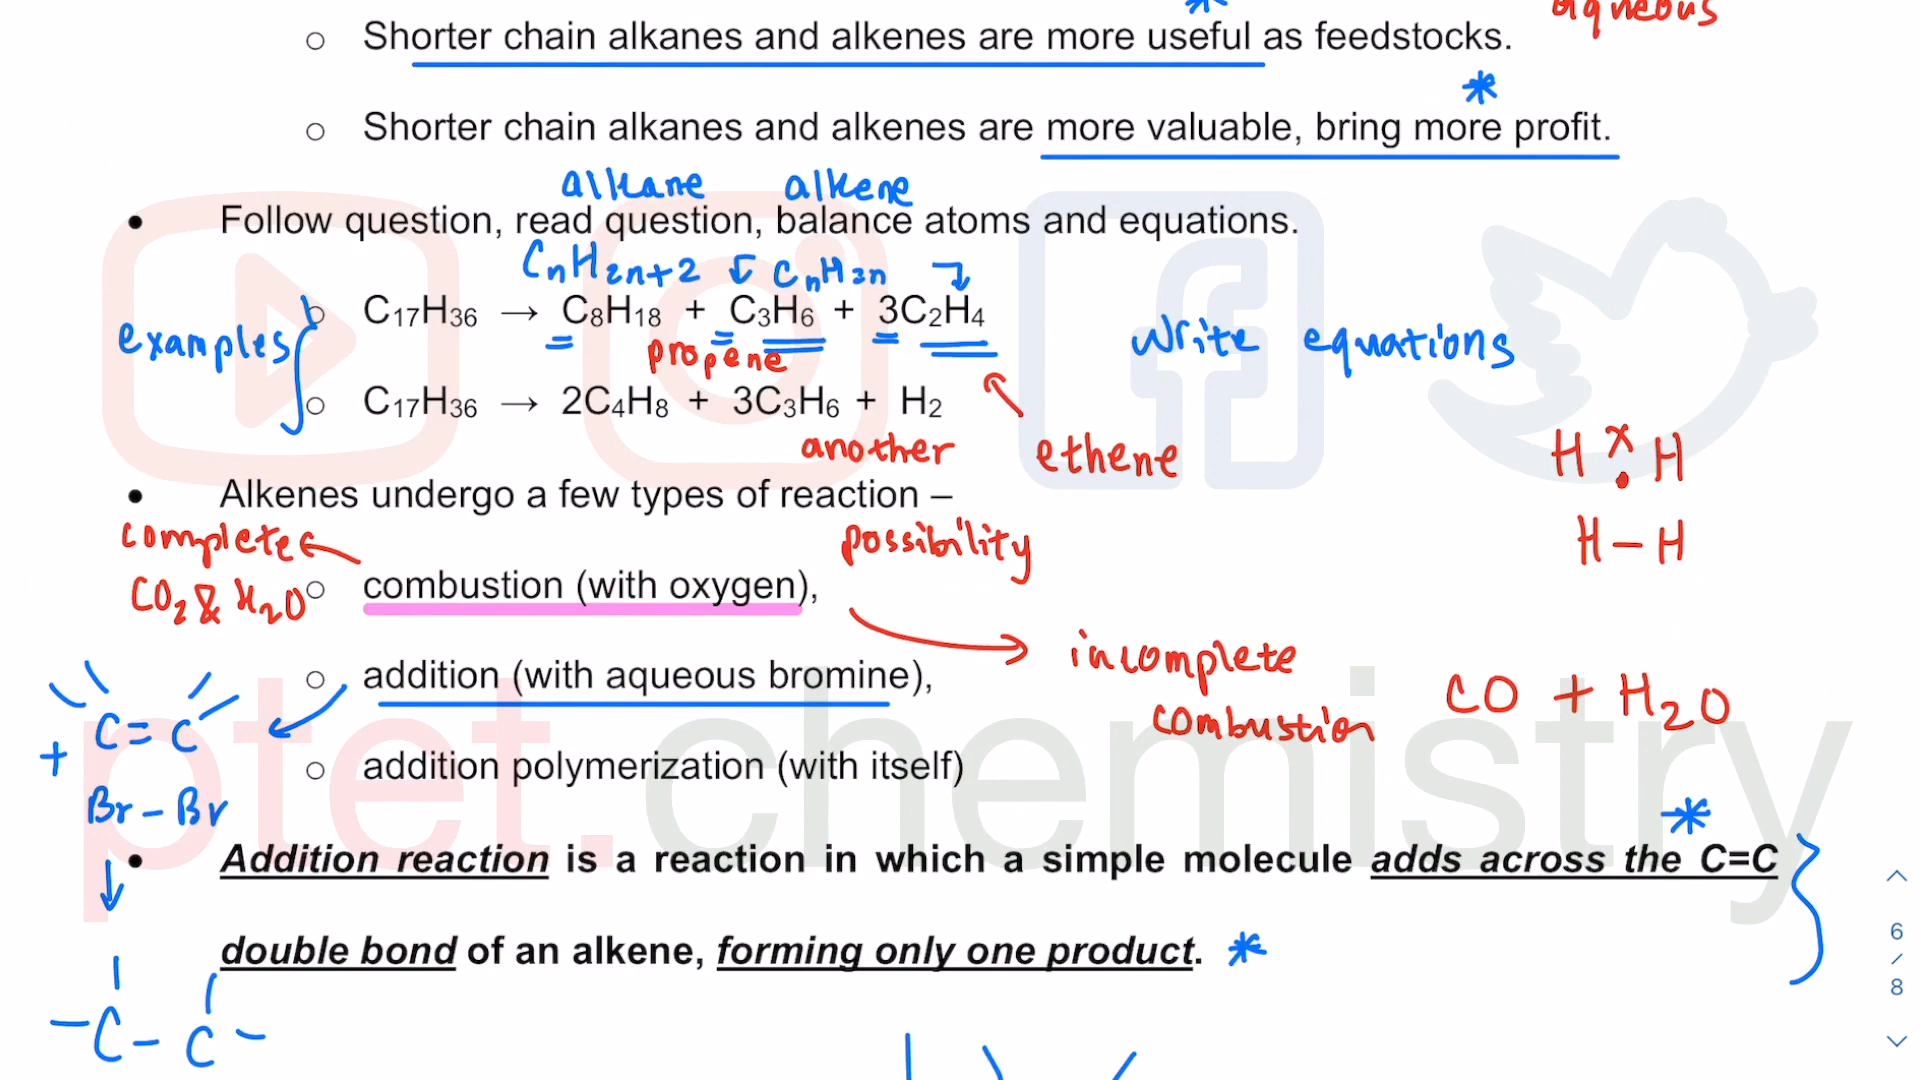 aqueous
○ Shorter chain alkanes and alkenes are more useful as feedstocks.
*
○ Shorter chain alkanes and alkenes are more valuable, bring more profit.
alkane alkene
• Follow question, read question, balance atoms and equations.
CnH2n+2 CnH2n
examples
○ C17H36 → C8H18 + C3H6 + 3C2H4
write equations
propene
○ C17H36 → 2C4H8 + 3C3H6 + H2
another
ethene
H × • H
• Alkenes undergo a few types of reaction –
complete
possibility
H – H
CO2 & H2O
○ combustion (with oxygen),
incomplete
combustion
CO + H2O
○ addition (with aqueous bromine),
C = C
+
○ addition polymerization (with itself)
Br – Br
ptet.chemistry
*
• Addition reaction is a reaction in which a simple molecule adds across the C=C
double bond of an alkene, forming only one product. *
– C – C –
6
/
8